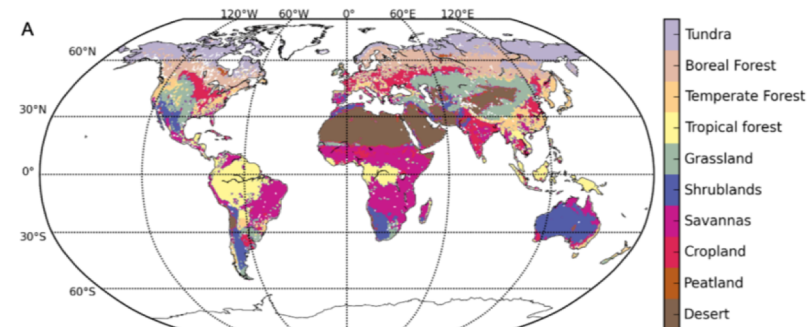 A
120°W 60°W 0° 60°E 120°E
60°N
30°N
0°
30°S
60°S
Tundra
Boreal Forest
Temperate Forest
Tropical forest
Grassland
Shrublands
Savannas
Cropland
Peatland
Desert